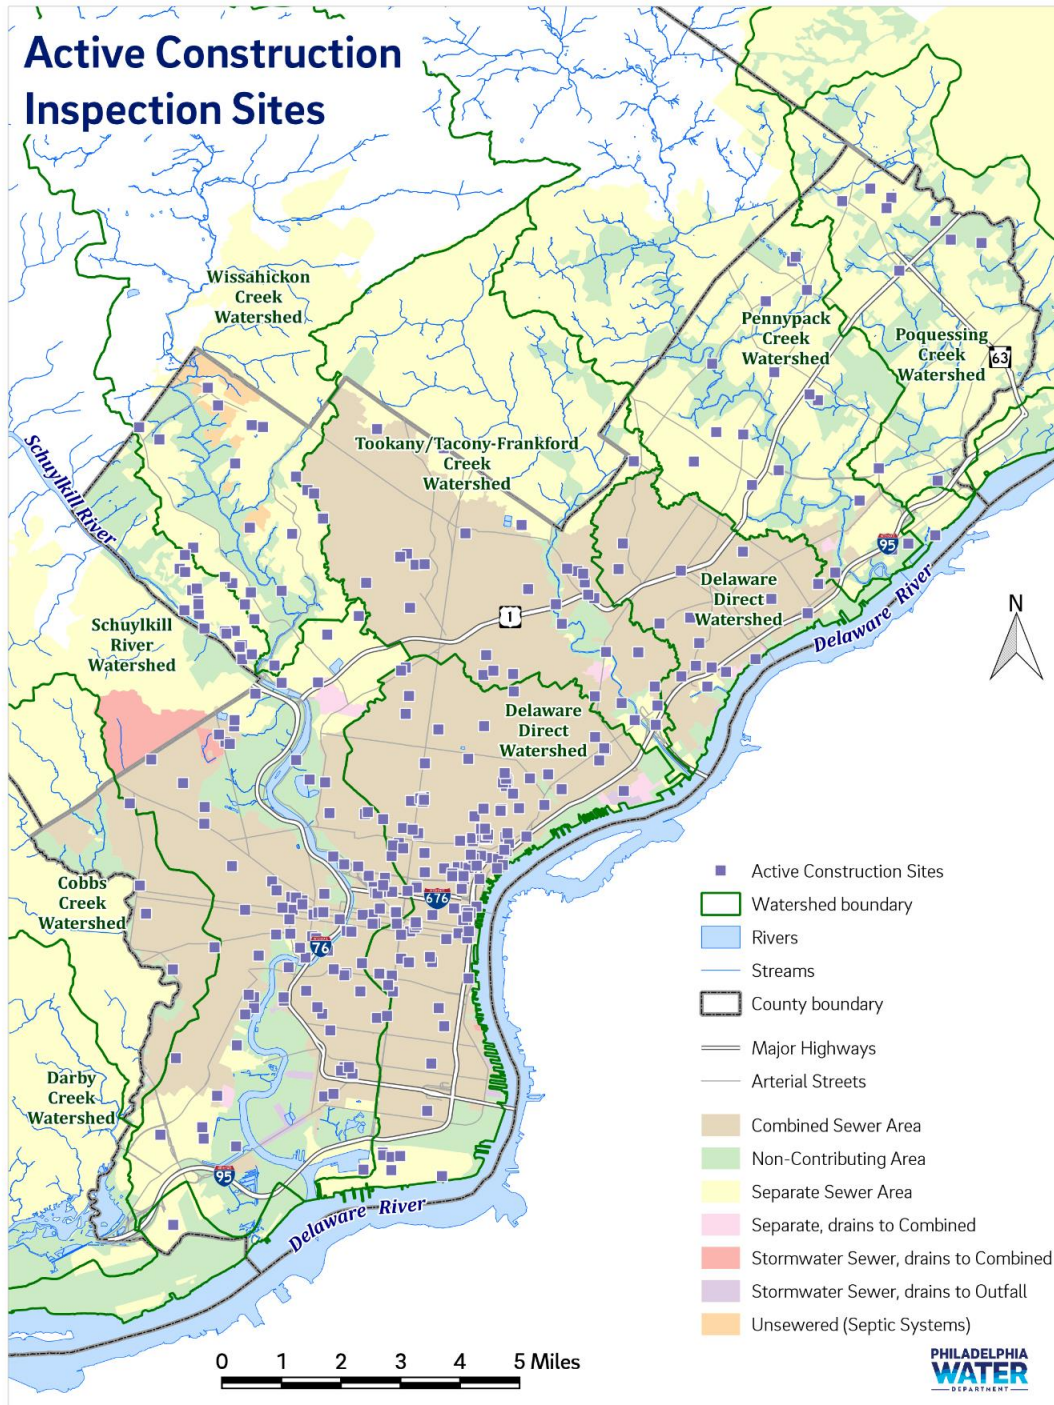 Active Construction
Inspection Sites
Wissahickon
Creek
Watershed
Pennypack
Creek
Watershed
Poquessing
Creek
Watershed
63
Tookany/Tacony-Frankford
Creek
Watershed
Schuylkill River
95
Delaware
Direct
Watershed
Delaware River
1
N
Schuylkill
River
Watershed
Delaware
Direct
Watershed
Cobbs
Creek
Watershed
676
76
Darby
Creek
Watershed
95
Delaware River
Active Construction Sites
Watershed boundary
Rivers
Streams
County boundary
Major Highways
Arterial Streets
Combined Sewer Area
Non-Contributing Area
Separate Sewer Area
Separate, drains to Combined
Stormwater Sewer, drains to Combined
Stormwater Sewer, drains to Outfall
Unsewered (Septic Systems)
0 1 2 3 4 5 Miles
PHILADELPHIA
WATER
DEPARTMENT